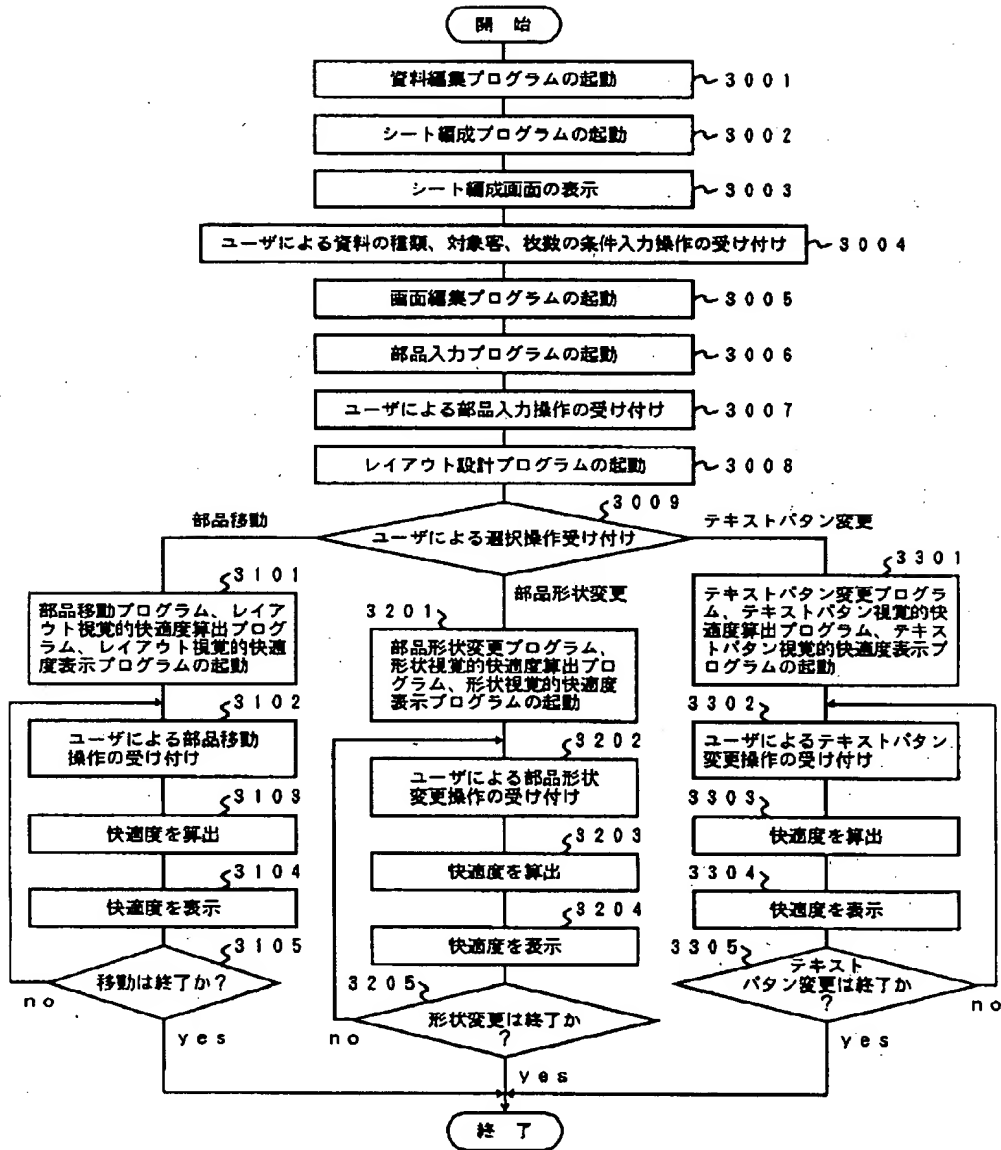 開 始
資料編集プログラムの起動
3001
シート編成プログラムの起動
3002
シート編成画面の表示
3003
ユーザによる資料の種類、対象客、枚数の条件入力操作の受け付け
3004
画面編集プログラムの起動
3005
部品入力プログラムの起動
3006
ユーザによる部品入力操作の受け付け
3007
レイアウト設計プログラムの起動
3008
3009
ユーザによる選択操作受け付け
部品移動
部品形状変更
テキストパタン変更
3101
部品移動プログラム、レイア
ウト視覚的快適度算出プログ
ラム、レイアウト視覚的快適
度表示プログラムの起動
3102
ユーザによる部品移動
操作の受け付け
3103
快適度を算出
3104
快適度を表示
3105
移動は終了か？
no
yes
3201
部品形状変更プログラム、
形状視覚的快適度算出プロ
グラム、形状視覚的快適度
表示プログラムの起動
3202
ユーザによる部品形状
変更操作の受け付け
3203
快適度を算出
3204
快適度を表示
3205
形状変更は終了か
？
no
yes
3301
テキストパタン変更プログラ
ム、テキストパタン視覚的快
適度算出プログラム、テキス
トパタン視覚的快適度表示プ
ログラムの起動
3302
ユーザによるテキストパタン
変更操作の受け付け
3303
快適度を算出
3304
快適度を表示
3305
テキスト
パタン変更は終了か
？
no
yes
終 了